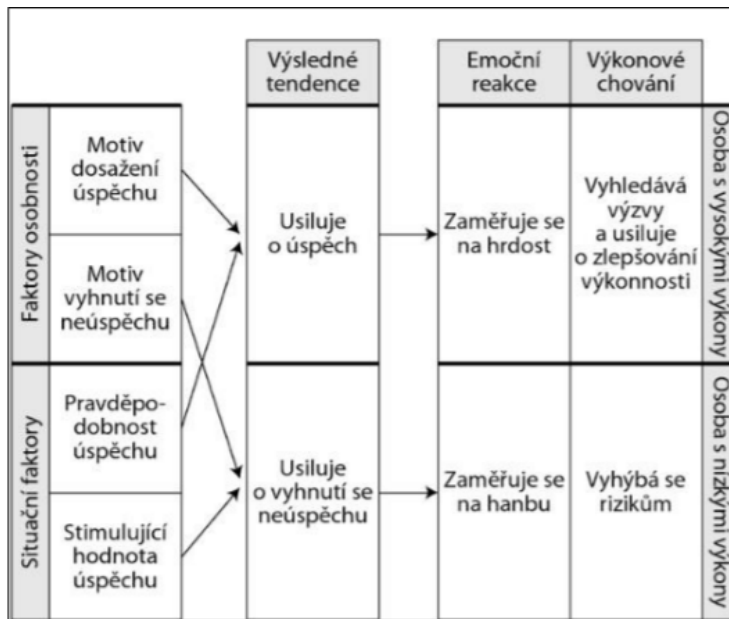 Výsledné
tendence
Emoční
reakce
Výkonové
chování
Faktory osobnosti
Motiv
dosažení
úspěchu
Motiv
vyhnutí se
neúspěchu
Usiluje
o úspěch
Zaměřuje se
na hrdost
Vyhledává
výzvy
a usiluje
o zlepšování
výkonnosti
Osoba s vysokými výkony
Situační faktory
Pravděpo-
dobnost
úspěchu
Stimulující
hodnota
úspěchu
Usiluje
o vyhnutí se
neúspěchu
Zaměřuje se
na hanbu
Vyhýbá se
rizikům
Osoba s nízkými výkony